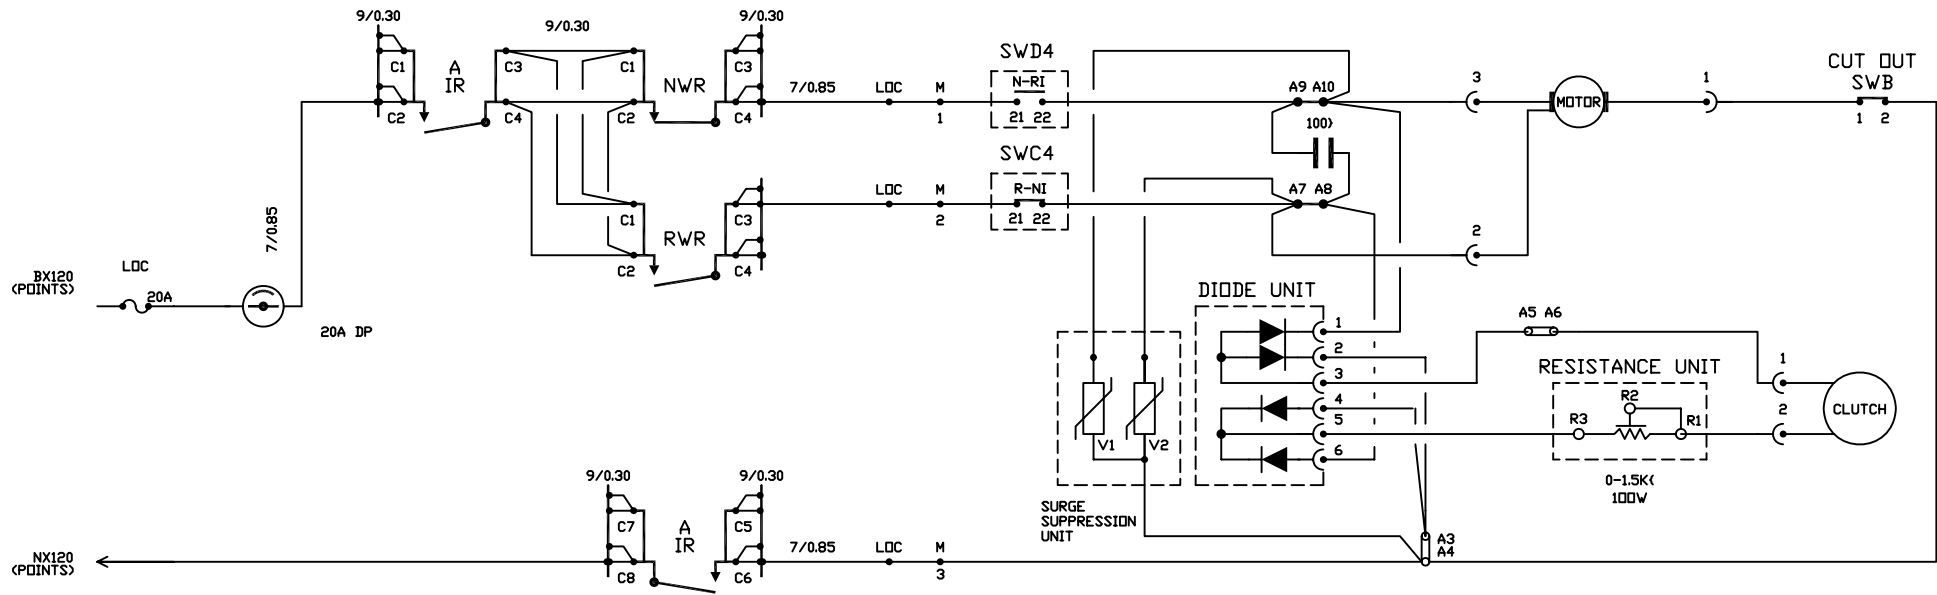 9/0.30
9/0.30
9/0.30
C1
A
IR
C3
C1
NWR
C3
C2
C4
C2
C4
7/0.85
LOC
M
1
SWD4
N-RI
21 22
A9 A10
100>
3
MOTOR
1
CUT OUT
SWB
1 2
7/0.85
C1
RWR
C3
C2
C4
LOC
M
2
SWC4
R-NI
21 22
A7 A8
2
BX120
(POINTS)
LOC
20A
20A DP
DIODE UNIT
1
2
3
4
5
6
V1
V2
SURGE
SUPPRESSION
UNIT
A5 A6
RESISTANCE UNIT
R2
R3
R1
0-1.5K<
100W
1
2
CLUTCH
9/0.30
9/0.30
C7
A
IR
C5
C8
C6
7/0.85
LOC
M
3
A3
A4
NX120
(POINTS)